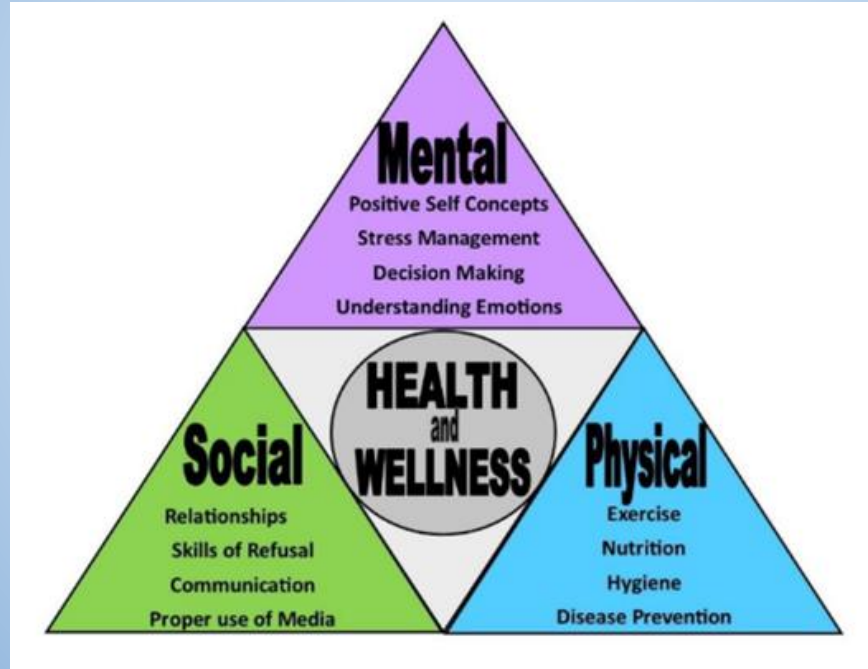 Mental
Positive Self Concepts
Stress Management
Decision Making
Understanding Emotions
HEALTH
and
WELLNESS
Social
Relationships
Skills of Refusal
Communication
Proper use of Media
Physical
Exercise
Nutrition
Hygiene
Disease Prevention